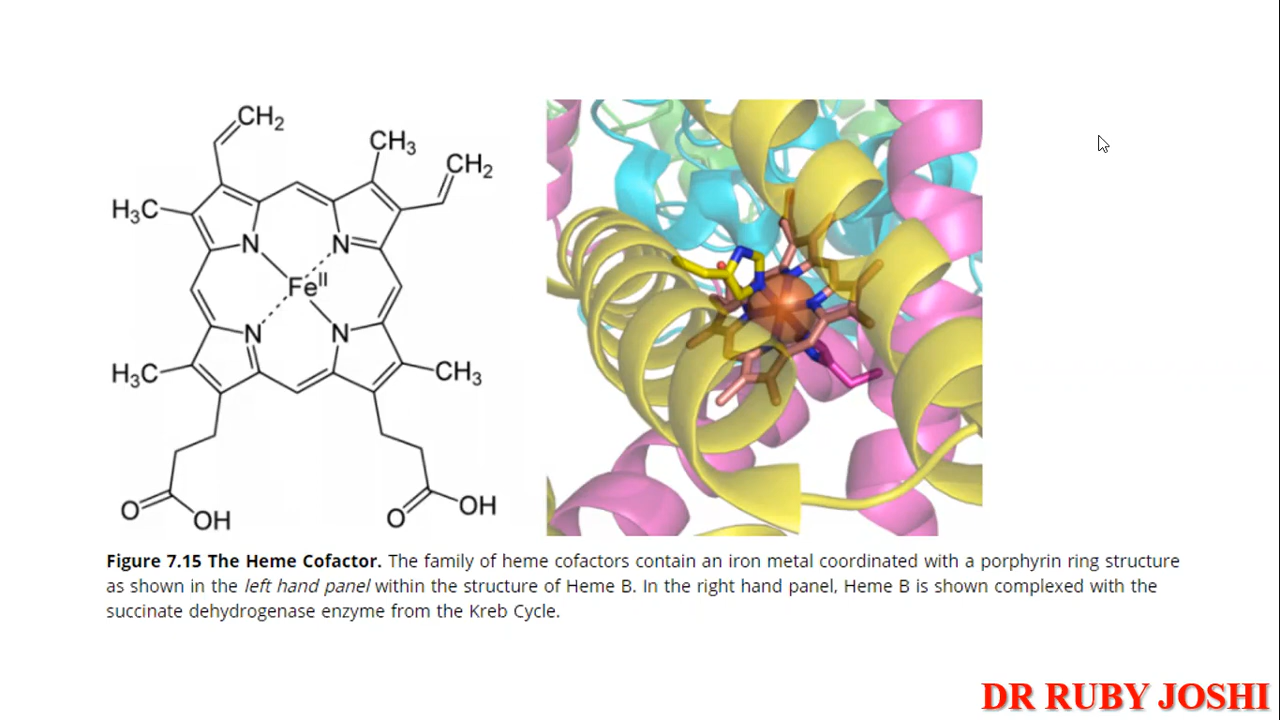 CH2
CH3
CH2
H3C
N
N
FeII
N
N
H3C
CH3
O
OH
O
OH
Figure 7.15 The Heme Cofactor. The family of heme cofactors contain an iron metal coordinated with a porphyrin ring structure
as shown in the left hand panel within the structure of Heme B. In the right hand panel, Heme B is shown complexed with the
succinate dehydrogenase enzyme from the Kreb Cycle.
DR RUBY JOSHI